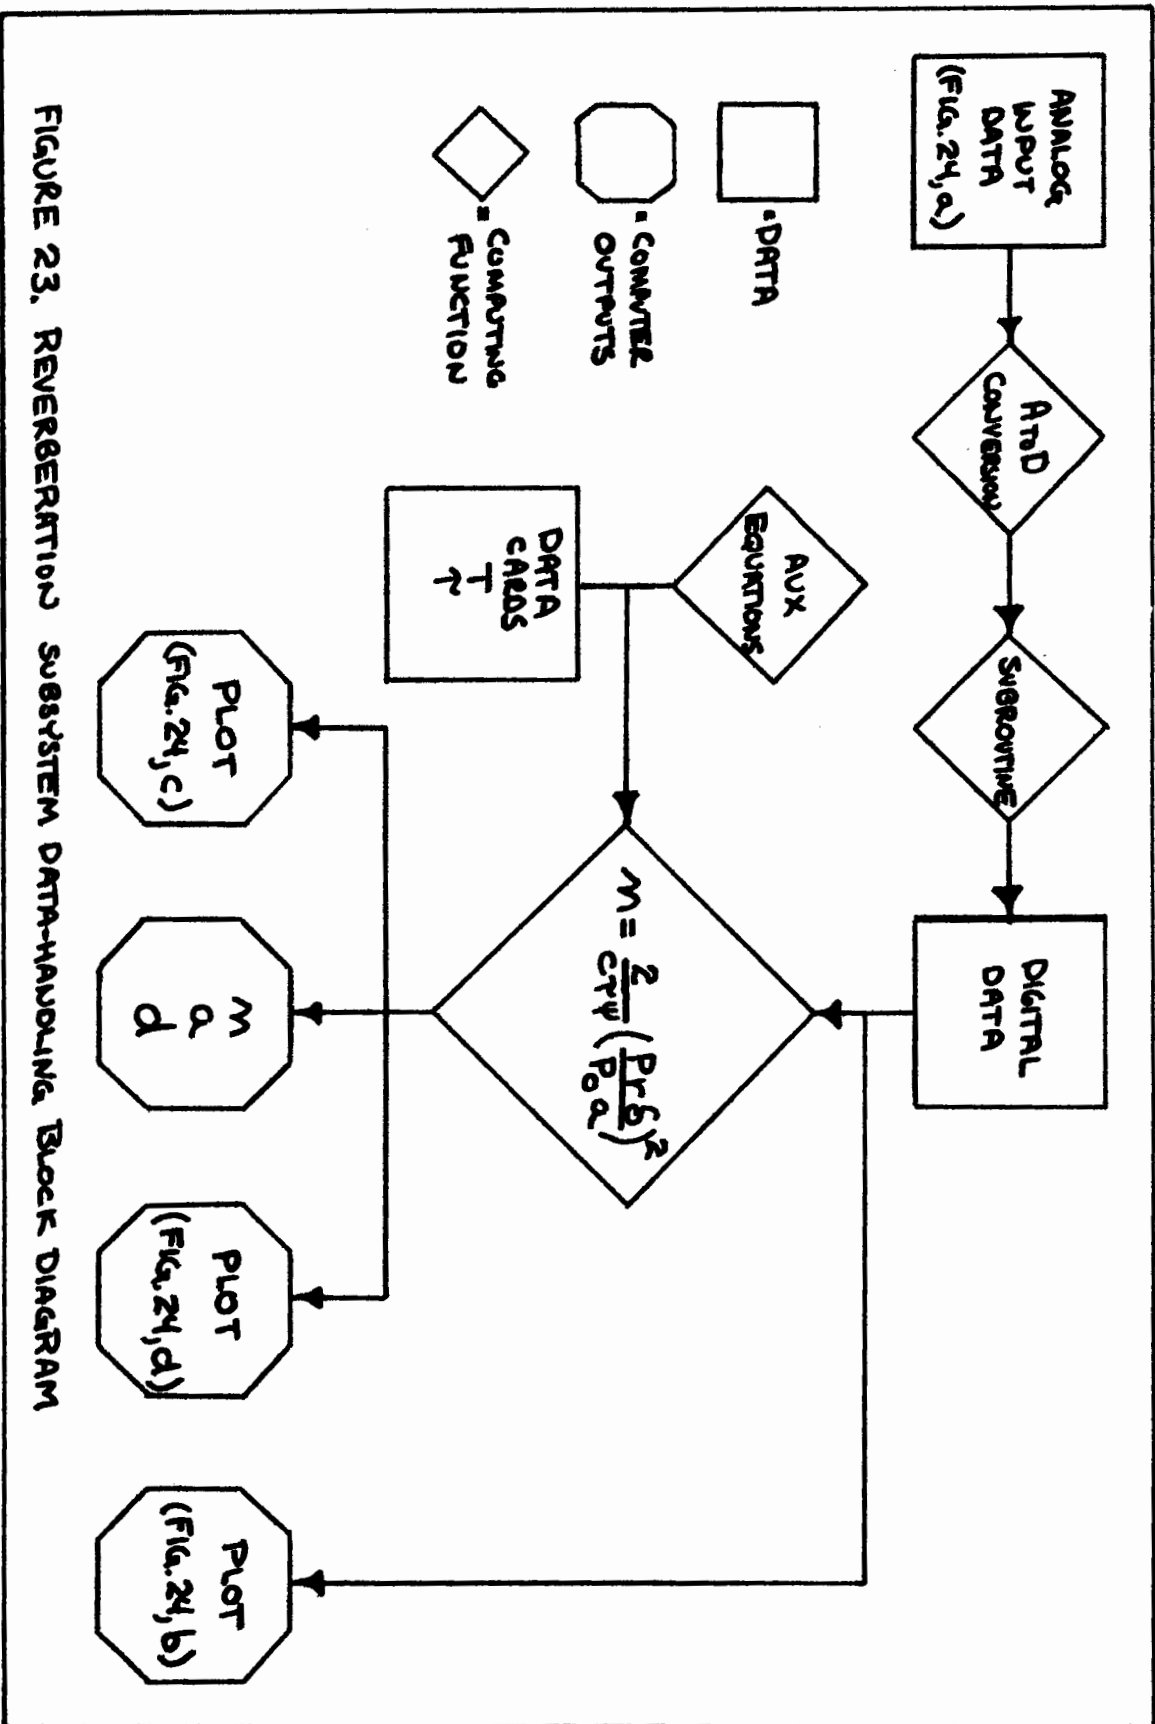 ANALOG
INPUT
DATA
(FIG. 24, a)
A TO D
CONVERSION
SUBROUTINE
DIGITAL
DATA
= DATA
= COMPUTER
OUTPUTS
= COMPUTING
FUNCTION
AUX
EQUATIONS
DATA
CARDS
T
τ
m = 2/cτψ (Prδ/P₀a)²
PLOT
(FIG. 24, c)
m
a
d
PLOT
(FIG. 24, d)
PLOT
(FIG. 24, b)
FIGURE 23. REVERBERATION SUBSYSTEM DATA-HANDLING BLOCK DIAGRAM